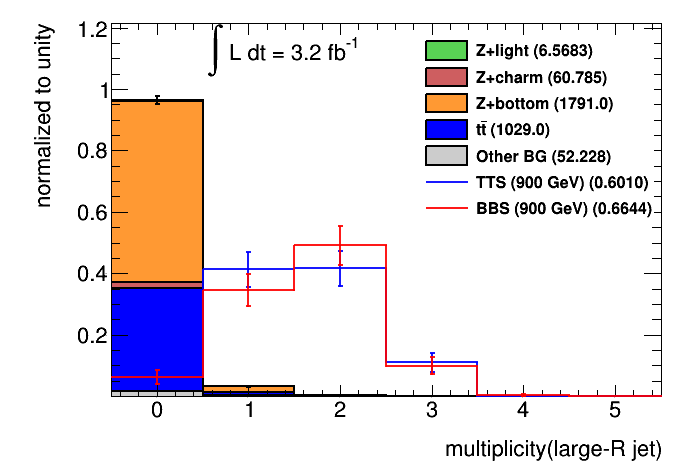 ∫ L dt = 3.2 fb⁻¹
Z+light (6.5683)
Z+charm (60.785)
Z+bottom (1791.0)
tt̄ (1029.0)
Other BG (52.228)
TTS (900 GeV) (0.6010)
BBS (900 GeV) (0.6644)
normalized to unity
1.2
1
0.8
0.6
0.4
0.2
0 1 2 3 4 5
multiplicity(large-R jet)